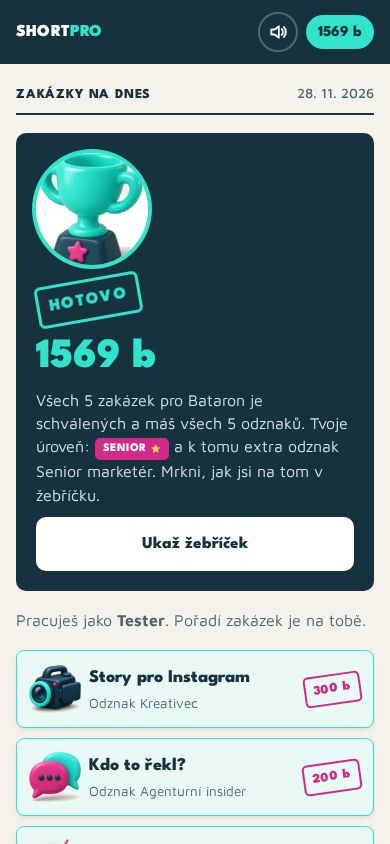 SHORTPRO
1569 b
ZAKÁZKY NA DNES
28. 11. 2026
HOTOVO
1569 b
Všech 5 zakázek pro Bataron je
schválených a máš všech 5 odznaků. Tvoje
úroveň: SENIOR ⭐ a k tomu extra odznak
Senior marketér. Mrkni, jak jsi na tom v
žebříčku.
Ukaž žebříček
Pracuješ jako Tester. Pořadí zakázek je na tobě.
Story pro Instagram
Odznak Kreativec
300 b
Kdo to řekl?
Odznak Agenturní insider
200 b